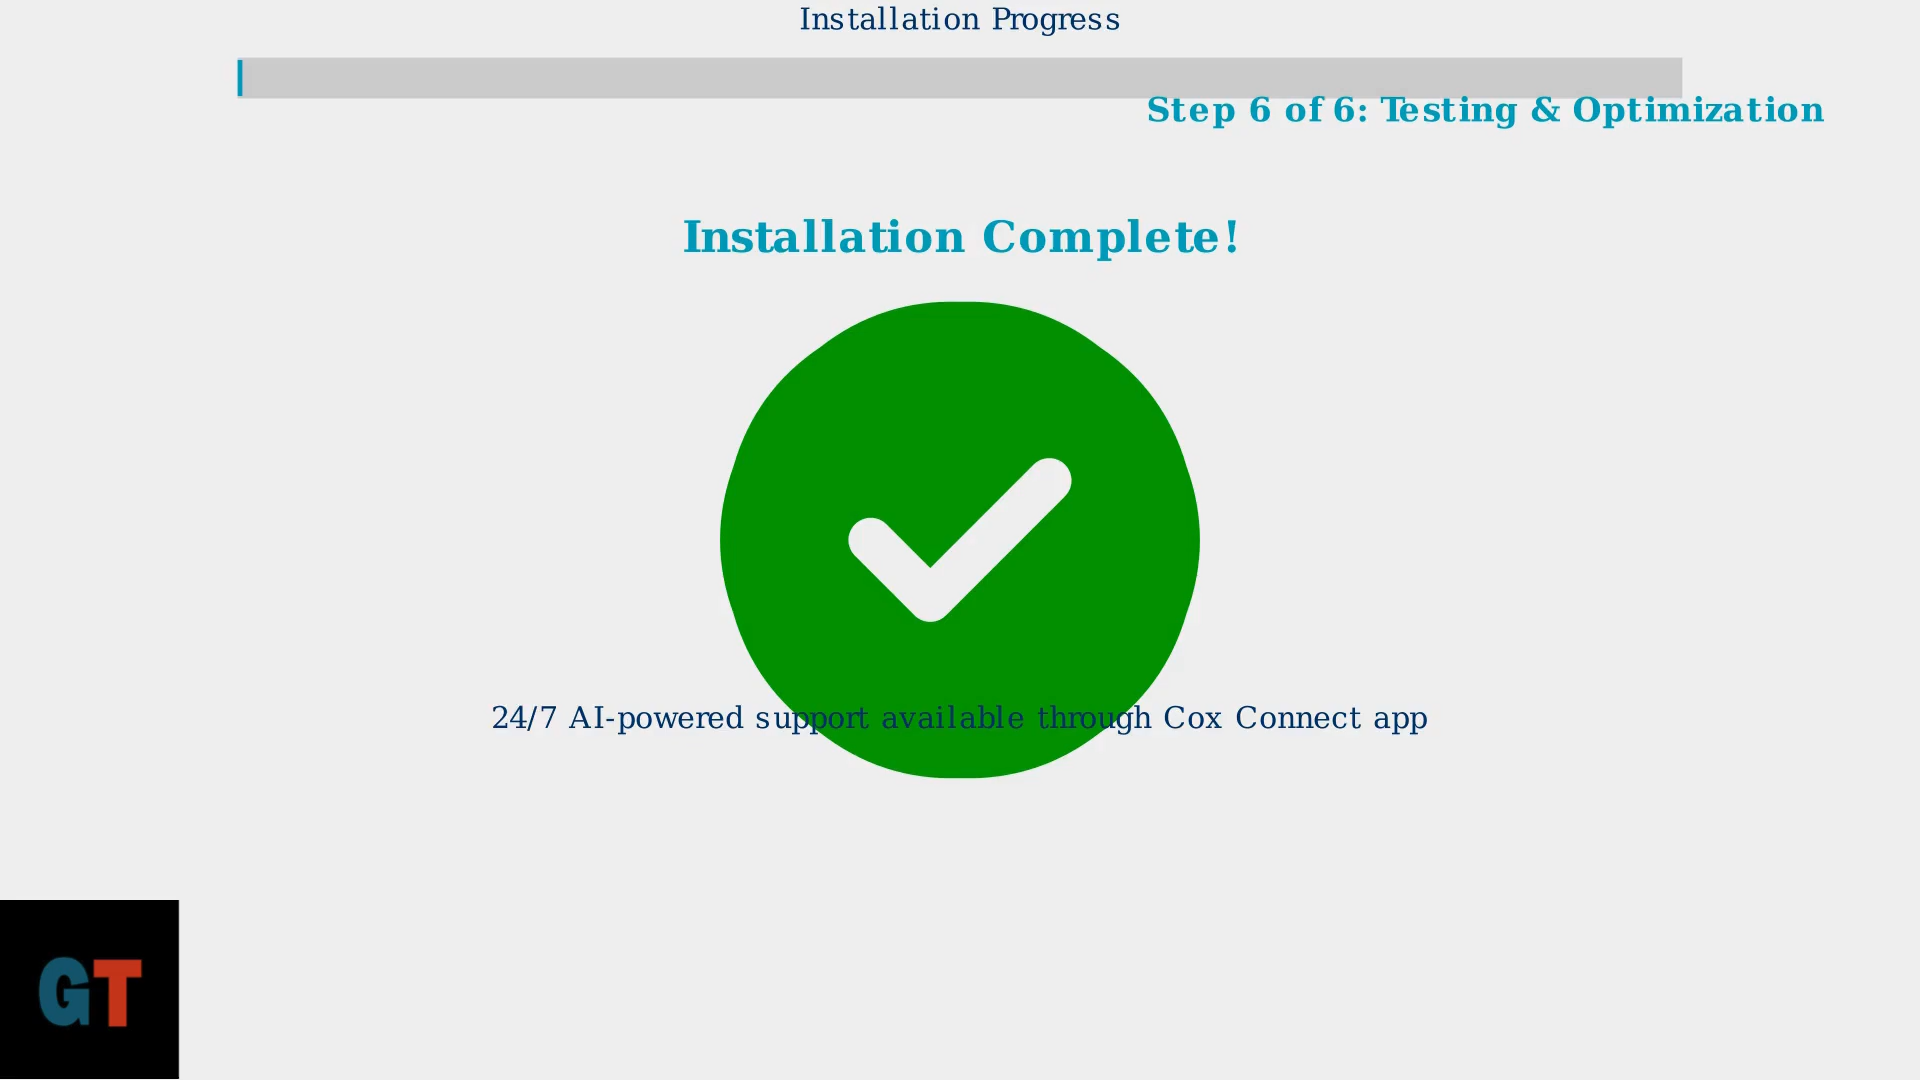 Installation Progress
Step 6 of 6: Testing & Optimization
Installation Complete!
24/7 AI-powered support available through Cox Connect app
GT